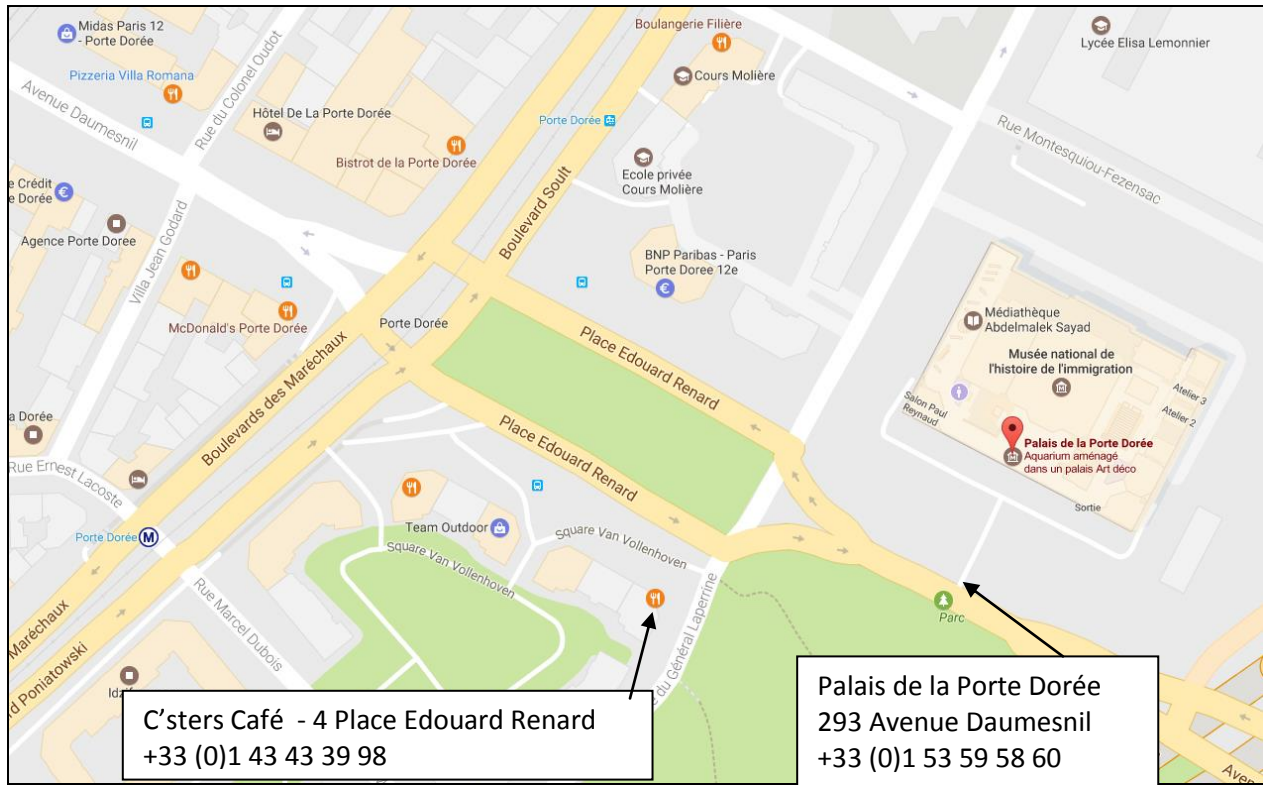 Midas Paris 12
- Porte Dorée
Pizzeria Villa Romana
Avenue Daumesnil
Rue du Colonel Oudot
Hôtel De La Porte Dorée
Bistrot de la Porte Dorée
Boulangerie Filière
Cours Molière
Porte Dorée
Ecole privée
Cours Molière
Boulevard Soult
Lycée Elisa Lemonnier
Rue Montesquiou-Fezensac
e Crédit
e Dorée
Agence Porte Doree
Villa Jean Godard
McDonald's Porte Dorée
Porte Dorée
BNP Paribas - Paris
Porte Doree 12e
Place Edouard Renard
Médiathèque
Abdelmalek Sayad
Musée national de
l'histoire de l'immigration
Atelier 3
Atelier 2
Salon Paul
Reynaud
Palais de la Porte Dorée
Aquarium aménagé
dans un palais Art déco
Sortie
Boulevards des Maréchaux
Place Edouard Renard
a Dorée
Rue Ernest Lacoste
Porte Dorée
M
Team Outdoor
Square Van Vollenhoven
Square Van Vollenhoven
Rue Marcel Dubois
Maréchaux
rd Poniatowski
e du Général Laperrine
Parc
C'sters Café - 4 Place Edouard Renard
+33 (0)1 43 43 39 98
Palais de la Porte Dorée
293 Avenue Daumesnil
+33 (0)1 53 59 58 60